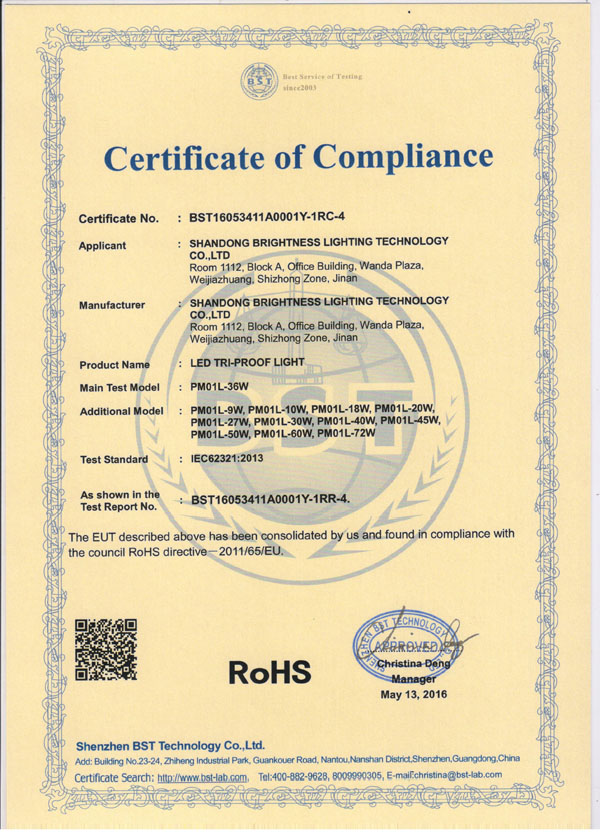 BST
Best Service of Testing
since2003
Certificate of Compliance
Certificate No. : BST16053411A0001Y-1RC-4
Applicant : SHANDONG BRIGHTNESS LIGHTING TECHNOLOGY
CO.,LTD
Room 1112, Block A, Office Building, Wanda Plaza,
Weijiazhuang, Shizhong Zone, Jinan
Manufacturer : SHANDONG BRIGHTNESS LIGHTING TECHNOLOGY
CO.,LTD
Room 1112, Block A, Office Building, Wanda Plaza,
Weijiazhuang, Shizhong Zone, Jinan
Product Name : LED TRI-PROOF LIGHT
Main Test Model : PM01L-36W
Additional Model : PM01L-9W, PM01L-10W, PM01L-18W, PM01L-20W,
PM01L-27W, PM01L-30W, PM01L-40W, PM01L-45W,
PM01L-50W, PM01L-60W, PM01L-72W
BST
Test Standard : IEC62321:2013
As shown in the
Test Report No. : BST16053411A0001Y-1RR-4.
The EUT described above has been consolidated by us and found in compliance with
the council RoHS directive－2011/65/EU.
SHENZHEN BST TECHNOLOGY
APPROVED
RoHS
Christina Deng
Manager
May 13, 2016
Shenzhen BST Technology Co.,Ltd.
Add: Building No.23-24, Zhiheng Industrial Park, Guankouer Road, Nantou,Nanshan District,Shenzhen,Guangdong,China
Certificate Search: http://www.bst-lab.com, Tel:400-882-9628, 8009990305, E-mail:christina@bst-lab.com